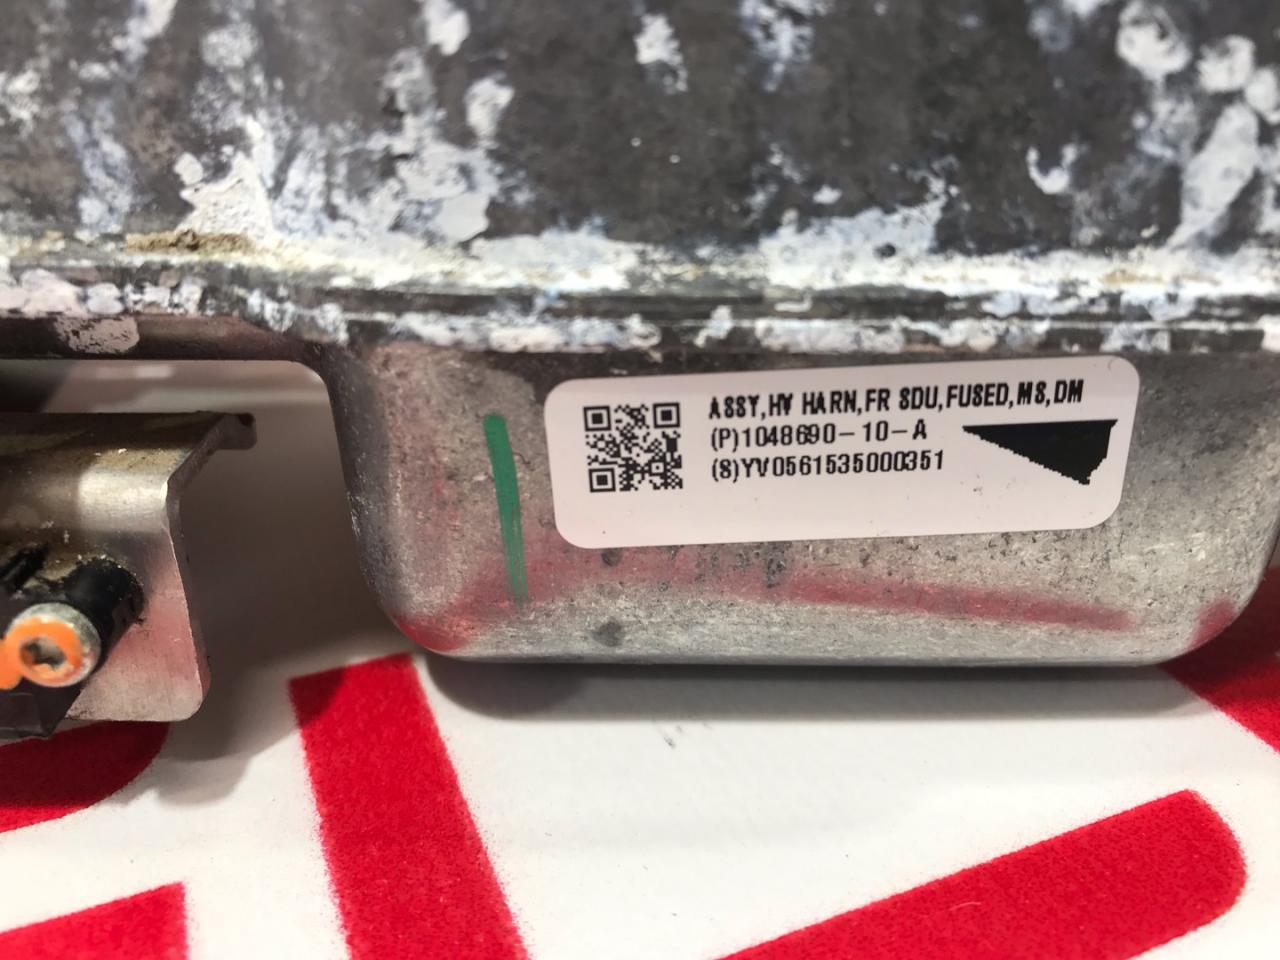 ASSY,HV HARN,FR SDU,FUSED,MS,DM
(P)1048690-10-A
(S)YV0561535000351